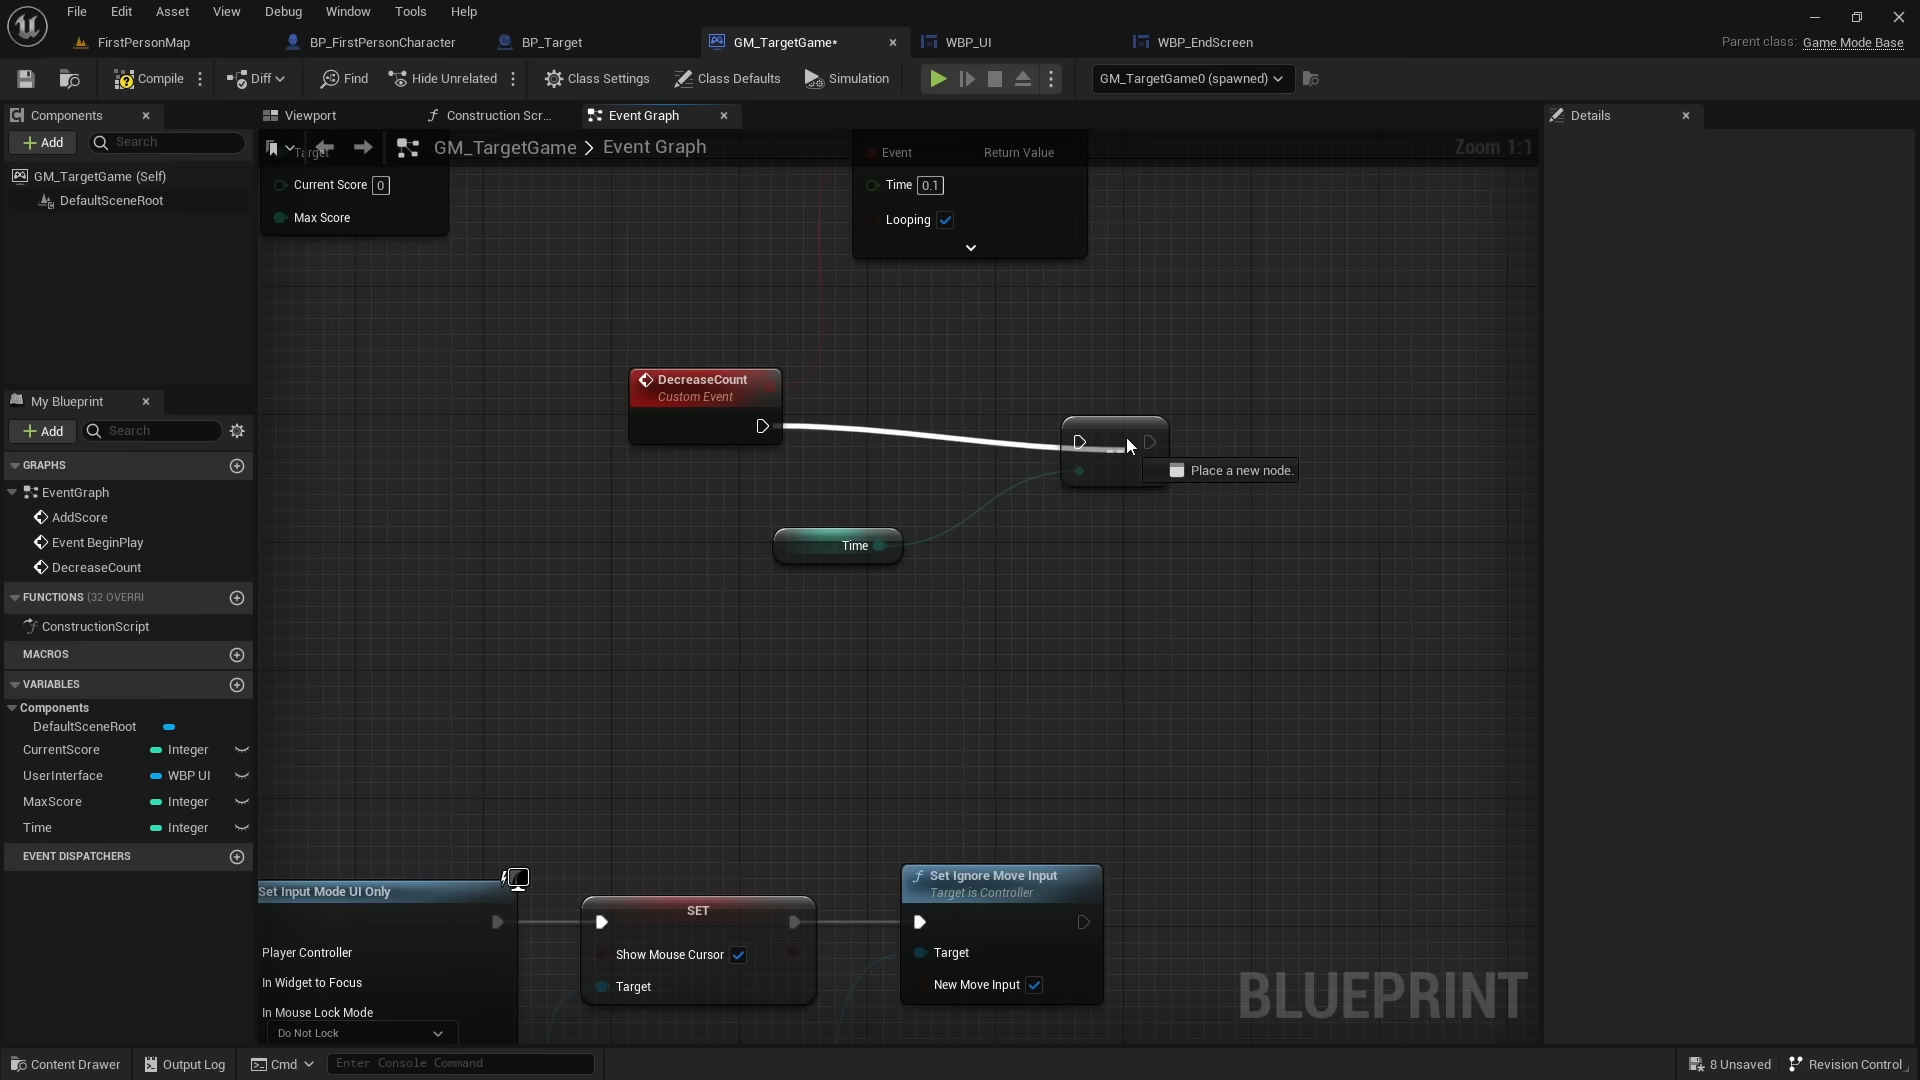 File Edit Asset View Debug Window Tools Help
FirstPersonMap BP_FirstPersonCharacter BP_Target GM_TargetGame* WBP_UI WBP_EndScreen Parent class: Game Mode Base
Compile Diff Find Hide Unrelated Class Settings Class Defaults Simulation GM_TargetGame0 (spawned)
Components Viewport Construction Scr... Event Graph Details
Add Search
GM_TargetGame > Event Graph Zoom 1:1
GM_TargetGame (Self)
DefaultSceneRoot
Target
Current Score 0
Max Score
Event Return Value
Time 0.1
Looping
DecreaseCount
Custom Event
Place a new node.
Time
My Blueprint
Add Search
GRAPHS
EventGraph
AddScore
Event BeginPlay
DecreaseCount
FUNCTIONS (32 OVERRI
ConstructionScript
MACROS
VARIABLES
Components
DefaultSceneRoot
CurrentScore Integer
UserInterface WBP UI
MaxScore Integer
Time Integer
EVENT DISPATCHERS
Set Input Mode UI Only
Player Controller
In Widget to Focus
In Mouse Lock Mode
Do Not Lock
SET
Show Mouse Cursor
Target
Set Ignore Move Input
Target is Controller
Target
New Move Input
BLUEPRINT
Content Drawer Output Log Cmd Enter Console Command 8 Unsaved Revision Control